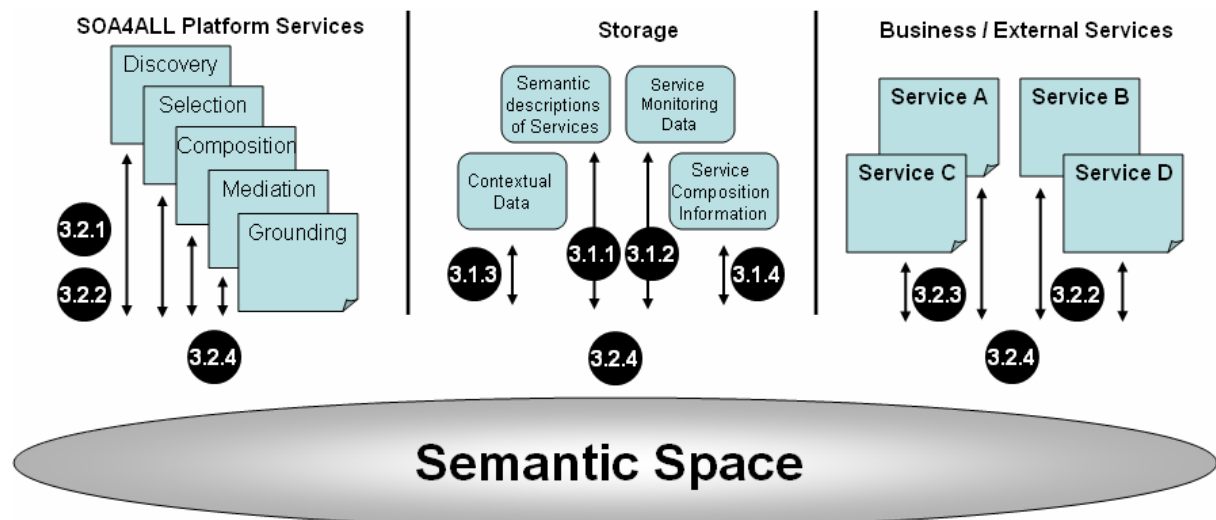 SOA4ALL Platform Services
Discovery
Selection
Composition
Mediation
Grounding
3.2.1
3.2.2
3.2.4
Storage
Semantic
descriptions
of Services
Service
Monitoring
Data
Contextual
Data
Service
Composition
Information
3.1.3
3.1.1
3.1.2
3.1.4
3.2.4
Business / External Services
Service A
Service B
Service C
Service D
3.2.3
3.2.2
3.2.4
Semantic Space